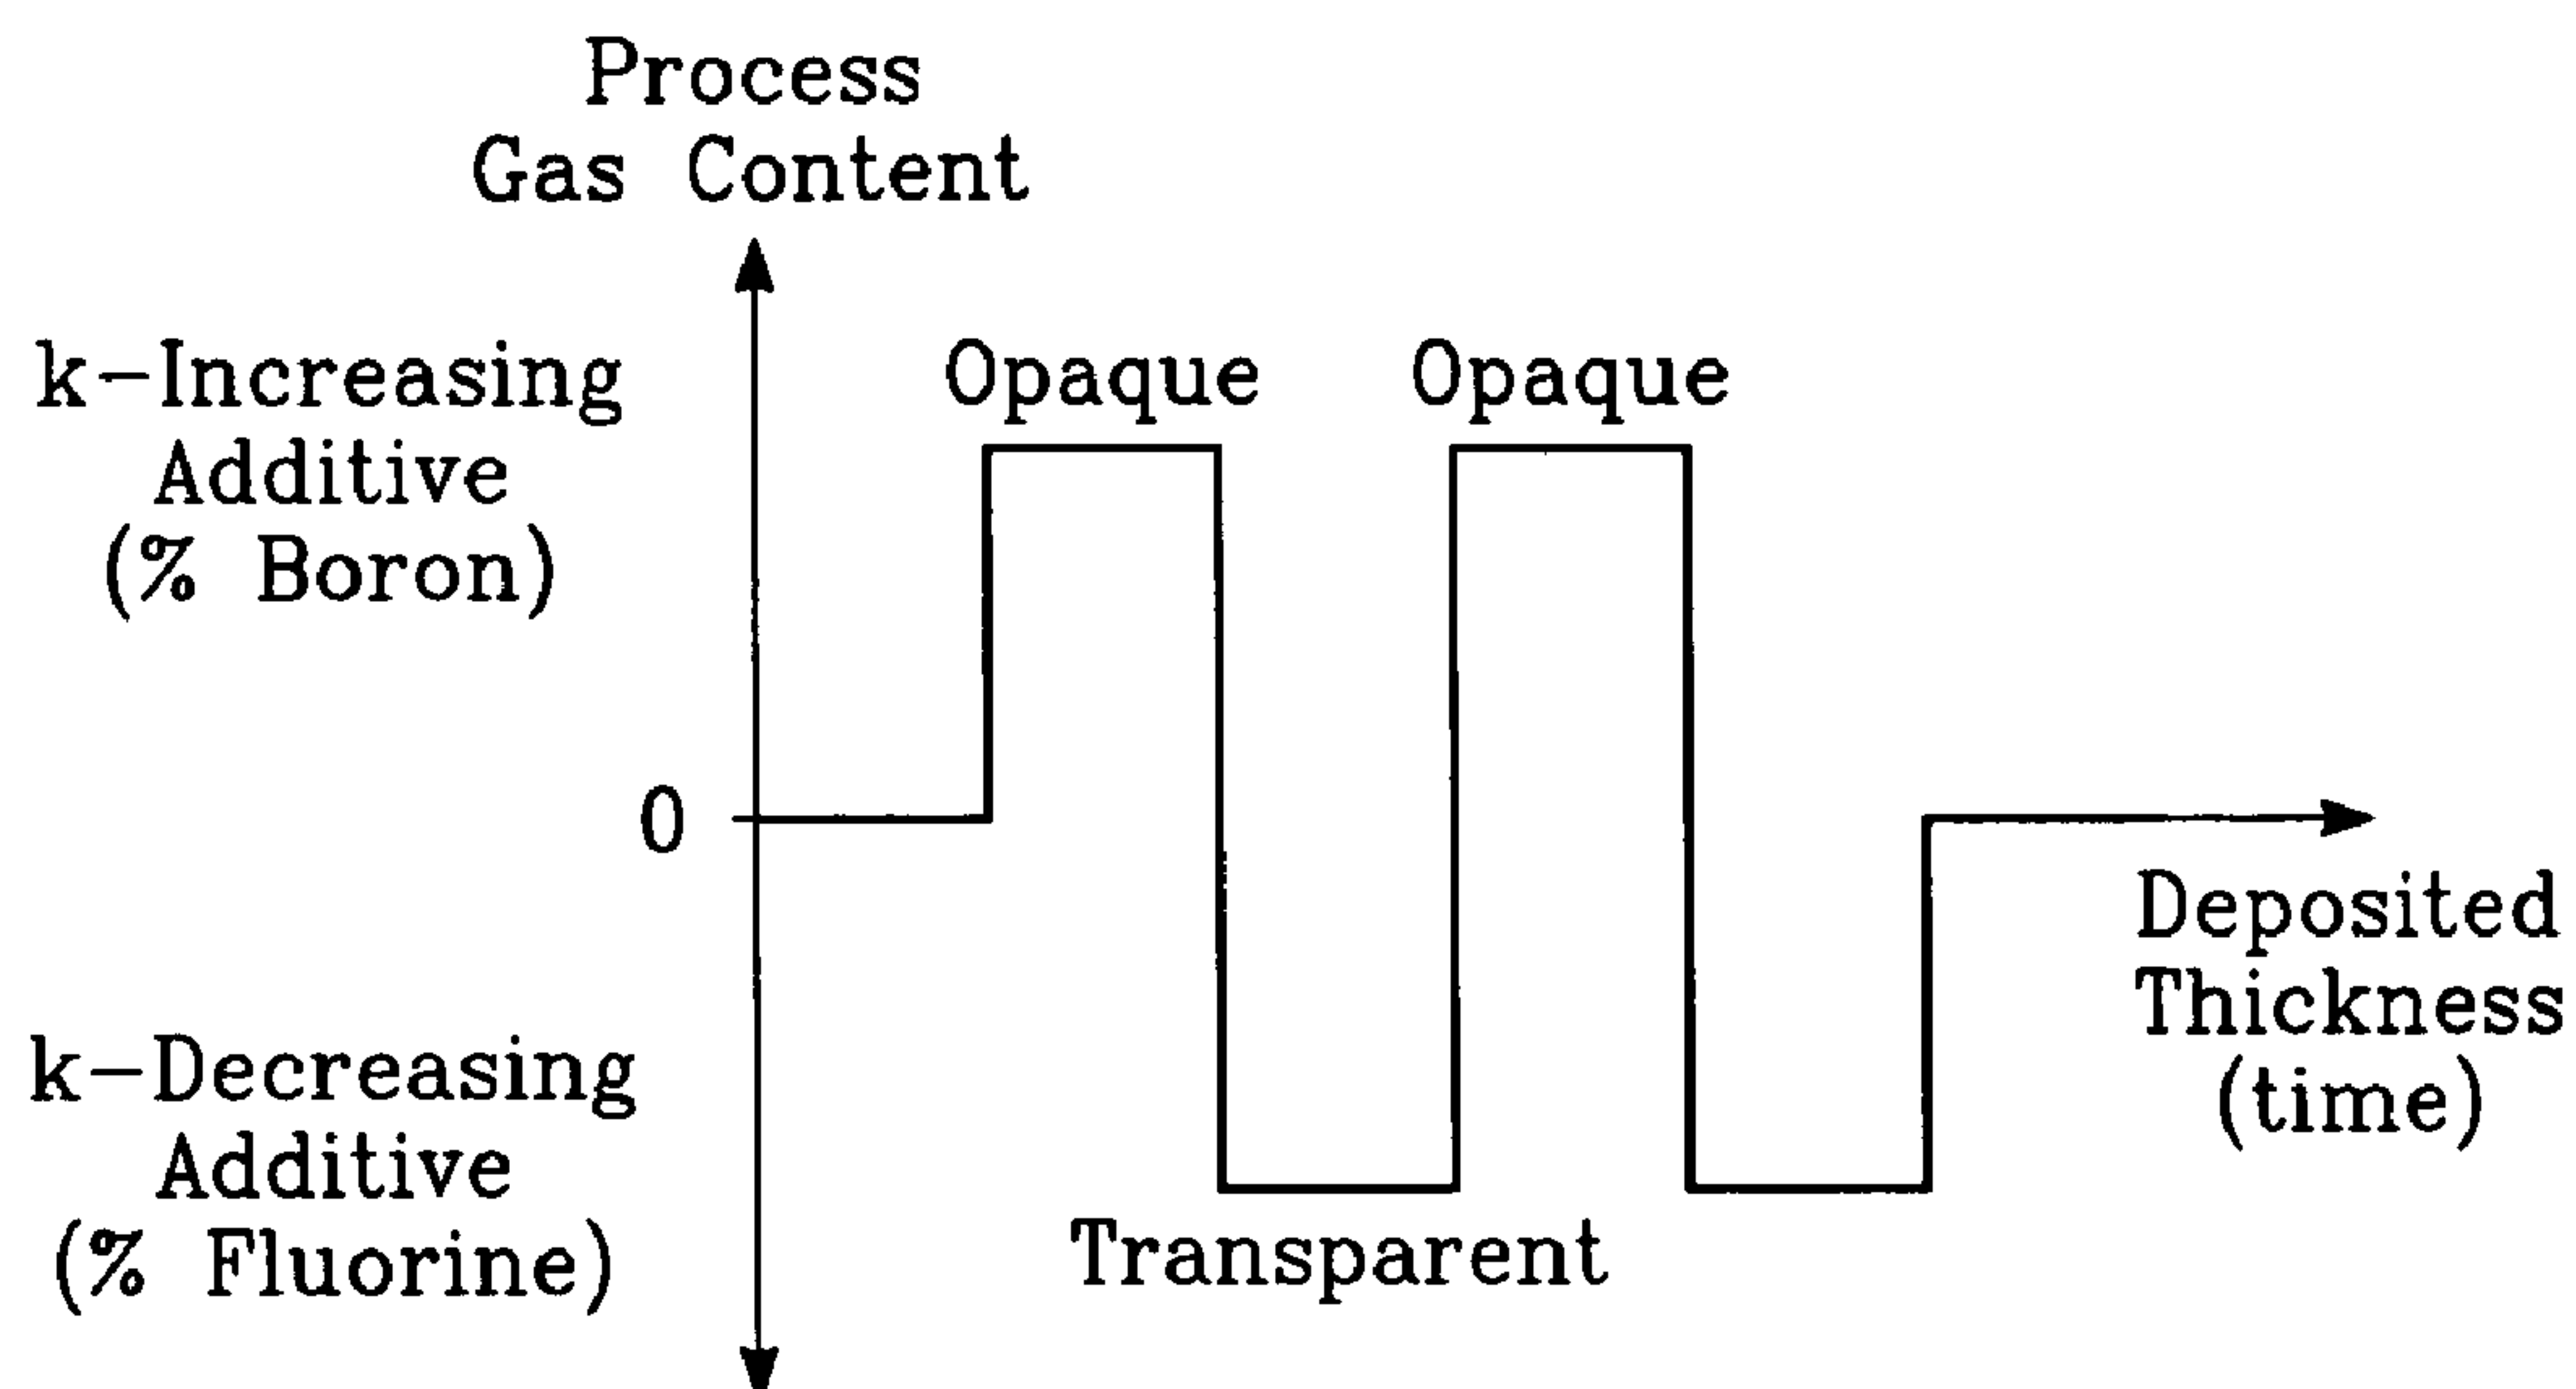 Process
Gas Content
k-Increasing
Additive
(% Boron)
Opaque
Opaque
0
Deposited
Thickness
(time)
k-Decreasing
Additive
(% Fluorine)
Transparent